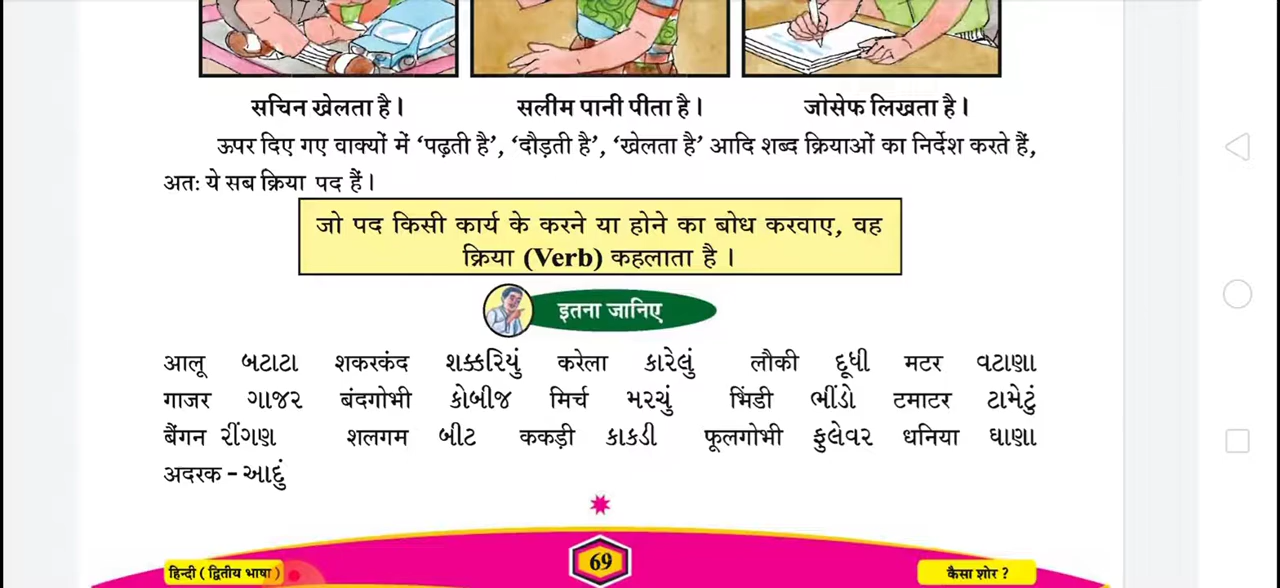 सचिन खेलता है। सलीम पानी पीता है। जोसेफ लिखता है।
ऊपर दिए गए वाक्यों में ‘पढ़ती है’, ‘दौड़ती है’, ‘खेलता है’ आदि शब्द क्रियाओं का निर्देश करते हैं,
अतः ये सब क्रिया पद हैं।
जो पद किसी कार्य के करने या होने का बोध करवाए, वह
क्रिया (Verb) कहलाता है ।
इतना जानिए
आलू બટાટા शकरकंद શક્કરિયું करेला કારેલું लौकी દૂધી मटर વટાણા
गाजर ગાજર बंदगोभी કોબીજ मिर्च મરચું भिंडी ભીંડો टमाटर ટામેટું
बैंगन રીંગણ शलगम બીટ ककड़ी કાકડી फूलगोभी ફુલેવર धनिया ધાણા
अदरक - આદું
69
हिन्दी ( द्वितीय भाषा ) कैसा शोर ?